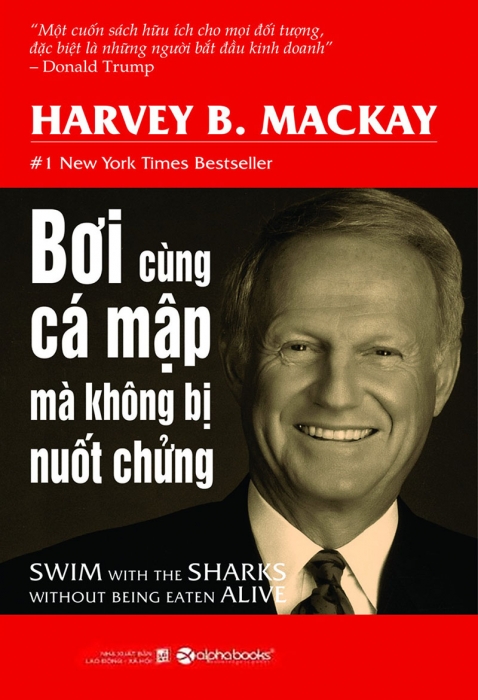 “Một cuốn sách hữu ích cho mọi đối tượng,
đặc biệt là những người bắt đầu kinh doanh”
– Donald Trump
HARVEY B. MACKAY
#1 New York Times Bestseller
Bơi cùng
cá mập
mà không bị
nuốt chửng
SWIM WITH THE SHARKS
WITHOUT BEING EATEN ALIVE
NHÀ XUẤT BẢN
LAO ĐỘNG - XÃ HỘI
alphabooks